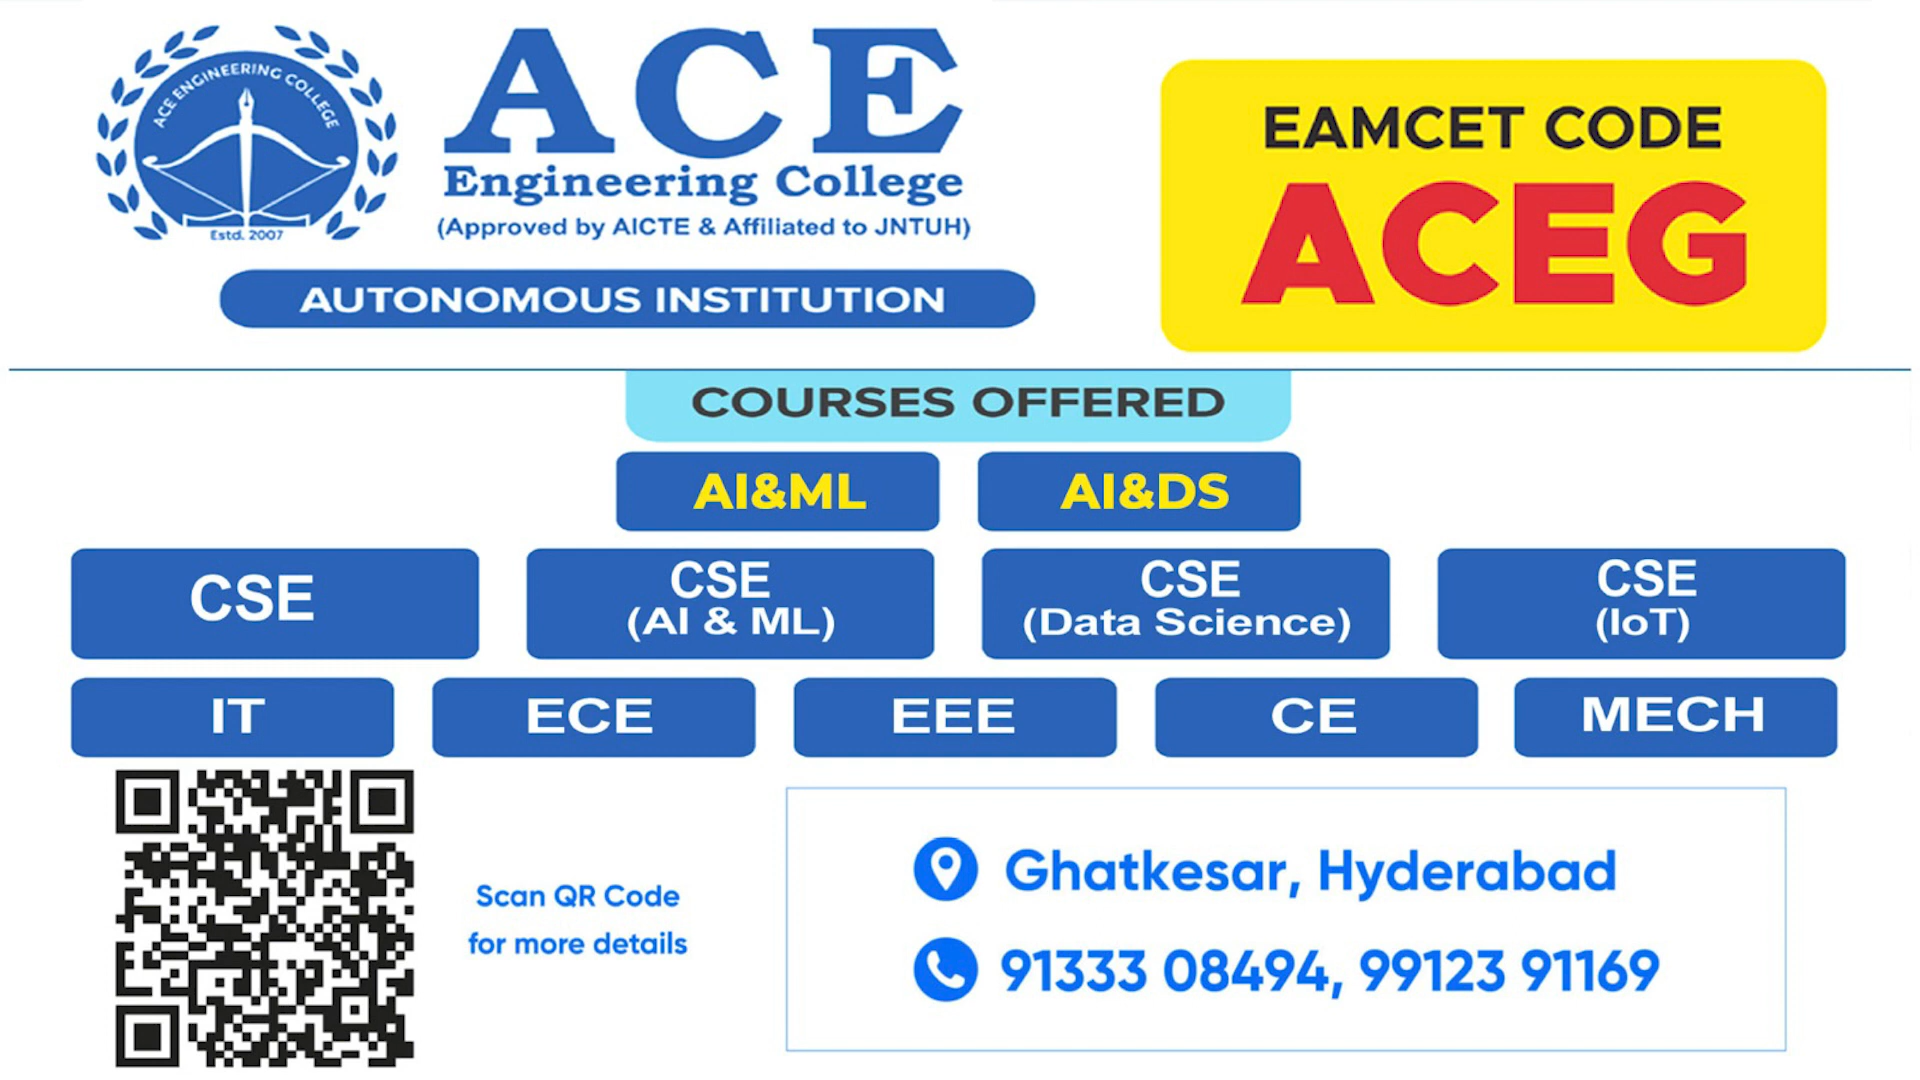 ACE ENGINEERING COLLEGE
Estd. 2007
ACE
Engineering College
(Approved by AICTE & Affiliated to JNTUH)
AUTONOMOUS INSTITUTION
EAMCET CODE
ACEG
COURSES OFFERED
AI&ML
AI&DS
CSE
CSE
(AI & ML)
CSE
(Data Science)
CSE
(IoT)
IT
ECE
EEE
CE
MECH
Scan QR Code
for more details
Ghatkesar, Hyderabad
91333 08494, 99123 91169